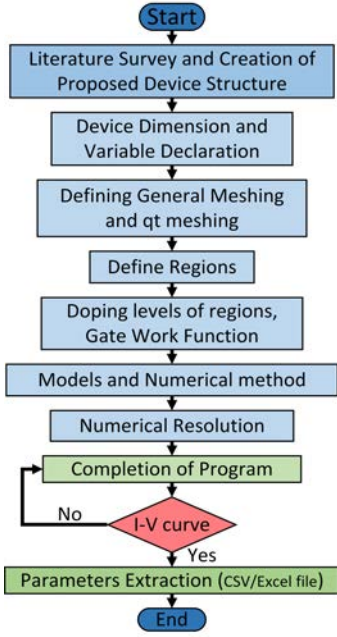 Start
Literature Survey and Creation of
Proposed Device Structure
Device Dimension and
Variable Declaration
Defining General Meshing
and qt meshing
Define Regions
Doping levels of regions,
Gate Work Function
Models and Numerical method
Numerical Resolution
Completion of Program
No
I-V curve
Yes
Parameters Extraction (CSV/Excel file)
End